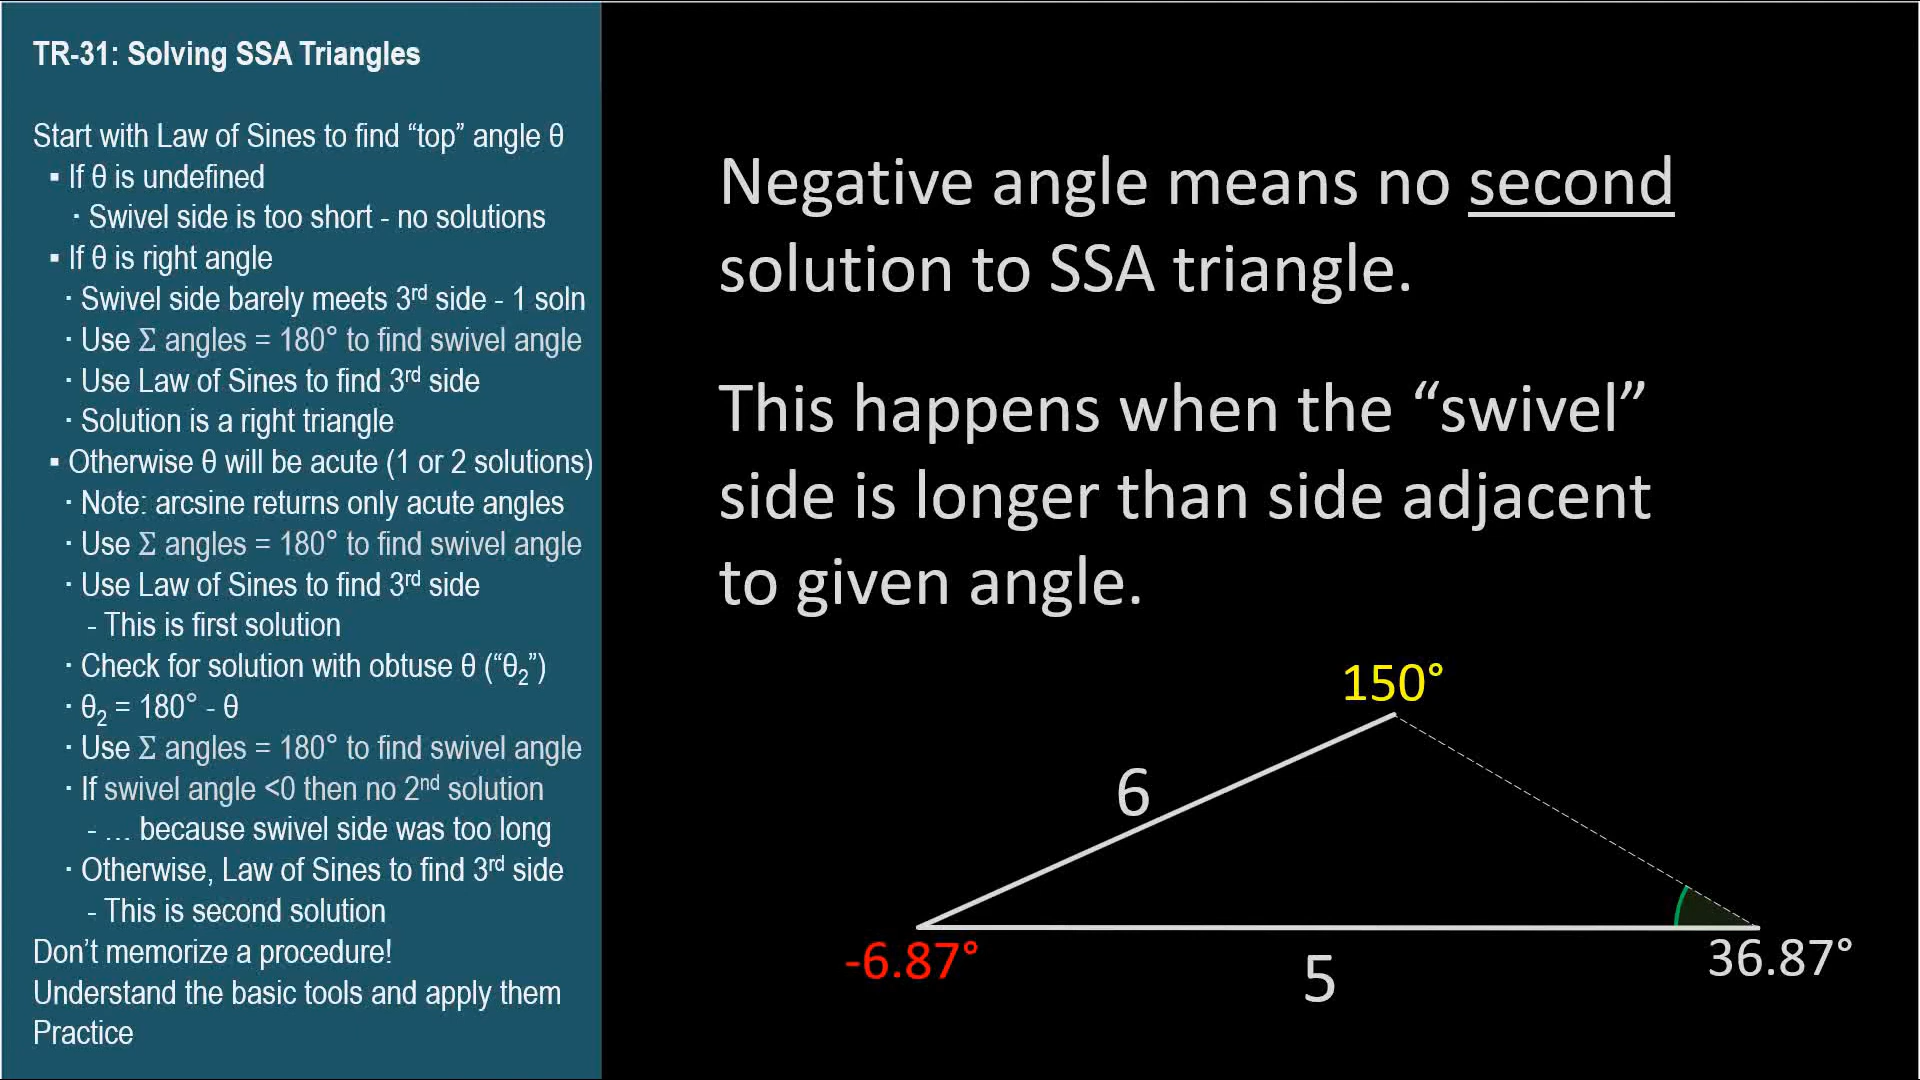 TR-31: Solving SSA Triangles
Start with Law of Sines to find “top” angle θ
▪ If θ is undefined
· Swivel side is too short - no solutions
▪ If θ is right angle
· Swivel side barely meets 3rd side - 1 soln
· Use Σ angles = 180° to find swivel angle
· Use Law of Sines to find 3rd side
· Solution is a right triangle
▪ Otherwise θ will be acute (1 or 2 solutions)
· Note: arcsine returns only acute angles
· Use Σ angles = 180° to find swivel angle
· Use Law of Sines to find 3rd side
- This is first solution
· Check for solution with obtuse θ (“θ2”)
· θ2 = 180° - θ
· Use Σ angles = 180° to find swivel angle
· If swivel angle <0 then no 2nd solution
- … because swivel side was too long
· Otherwise, Law of Sines to find 3rd side
- This is second solution
Don’t memorize a procedure!
Understand the basic tools and apply them
Practice
Negative angle means no second
solution to SSA triangle.
This happens when the “swivel”
side is longer than side adjacent
to given angle.
150°
6
-6.87°
5
36.87°